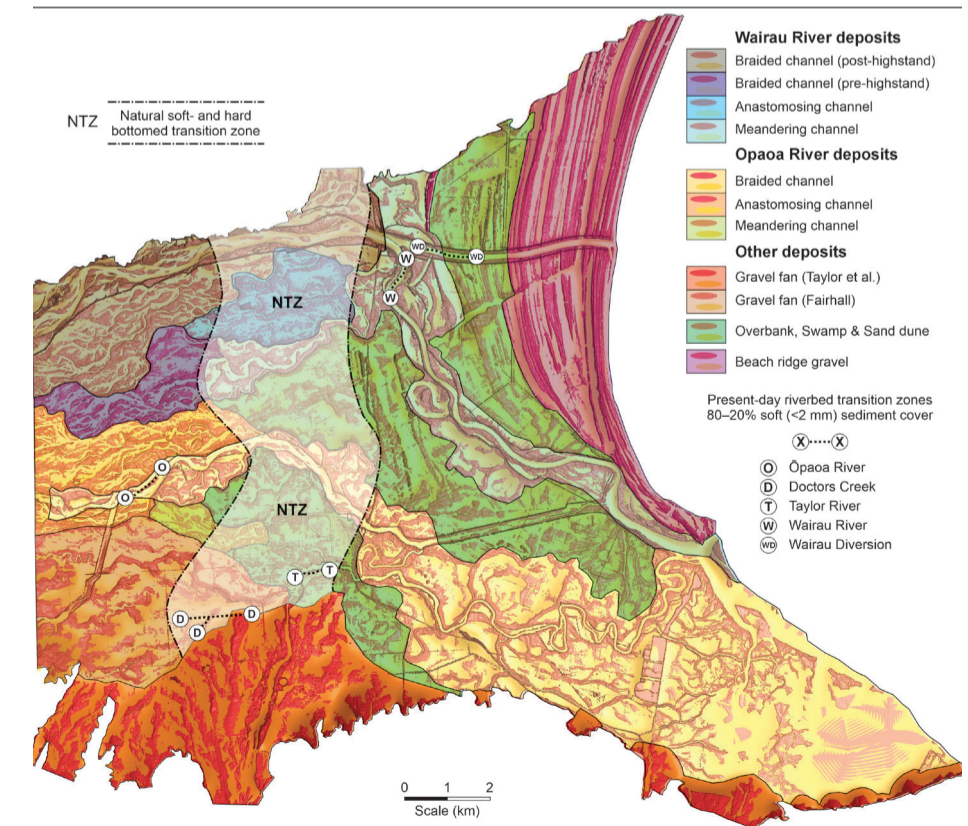 Wairau River deposits
Braided channel (post-highstand)
Braided channel (pre-highstand)
Anastomosing channel
Meandering channel
Opaoa River deposits
Braided channel
Anastomosing channel
Meandering channel
Other deposits
Gravel fan (Taylor et al.)
Gravel fan (Fairhall)
Overbank, Swamp & Sand dune
Beach ridge gravel
Present-day riverbed transition zones
80–20% soft (<2 mm) sediment cover
X X
O Ōpaoa River
D Doctors Creek
T Taylor River
W Wairau River
WD Wairau Diversion
NTZ Natural soft- and hard
bottomed transition zone
WD
W
WD
W
NTZ
O
O
NTZ
T
T
D
D
D
0 1 2
Scale (km)